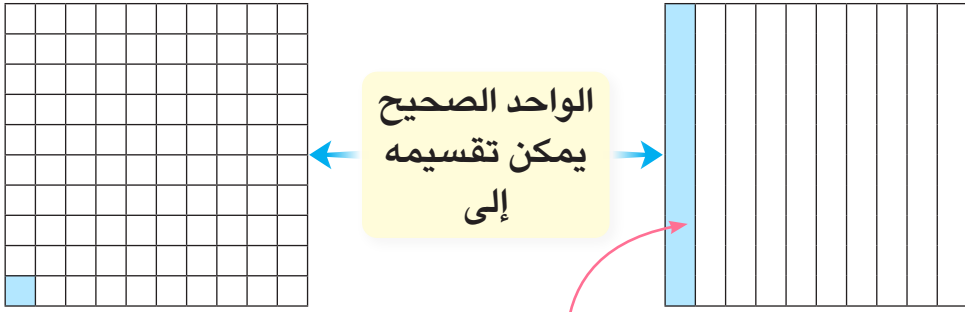 الواحد الصحيح
يمكن تقسيمه
إلى